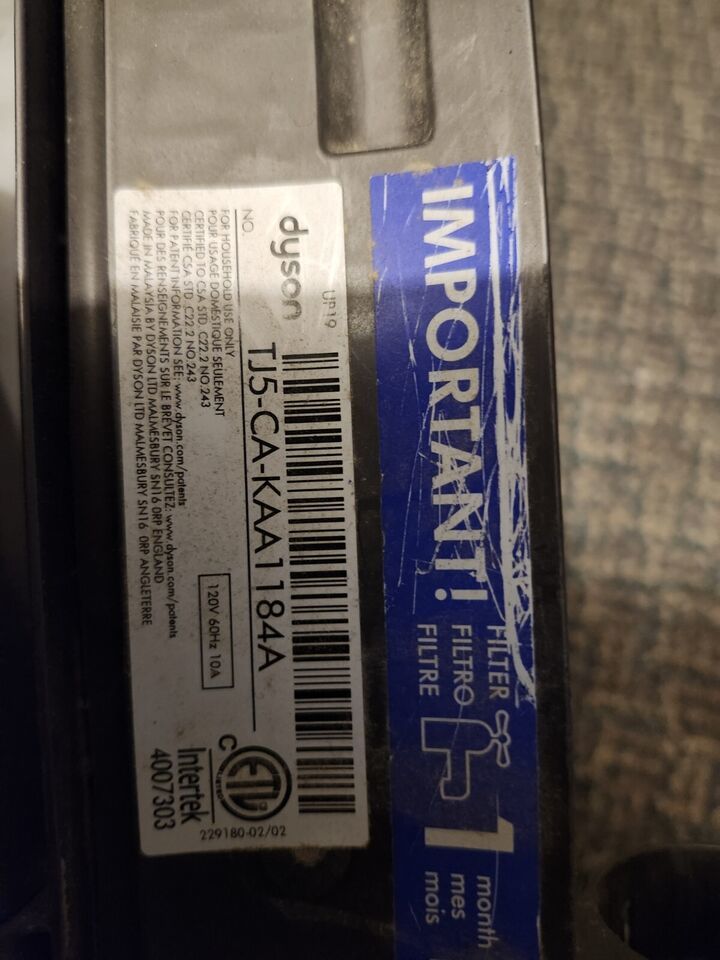 IMPORTANT!
FILTER
FILTRO
FILTRE
1
month
mes
mois
UP19
dyson
NO.
TJ5-CA-KAA1184A
FOR HOUSEHOLD USE ONLY
POUR USAGE DOMESTIQUE SEULEMENT
CERTIFIED TO CSA STD. C22.2 NO.243
CERTIFIÉ CSA STD. C22.2 NO.243
FOR PATENT INFORMATION SEE: www.dyson.com/patents
POUR DES RENSEIGNEMENTS SUR LE BREVET CONSULTEZ: www.dyson.com/patents
MADE IN MALAYSIA BY DYSON LTD MALMESBURY SN16 0RP ENGLAND
FABRIQUÉ EN MALAISIE PAR DYSON LTD MALMESBURY SN16 0RP ANGLETERRE
120V 60Hz 10A
C
ETL
LISTED
Intertek
4007303
229180-02/02